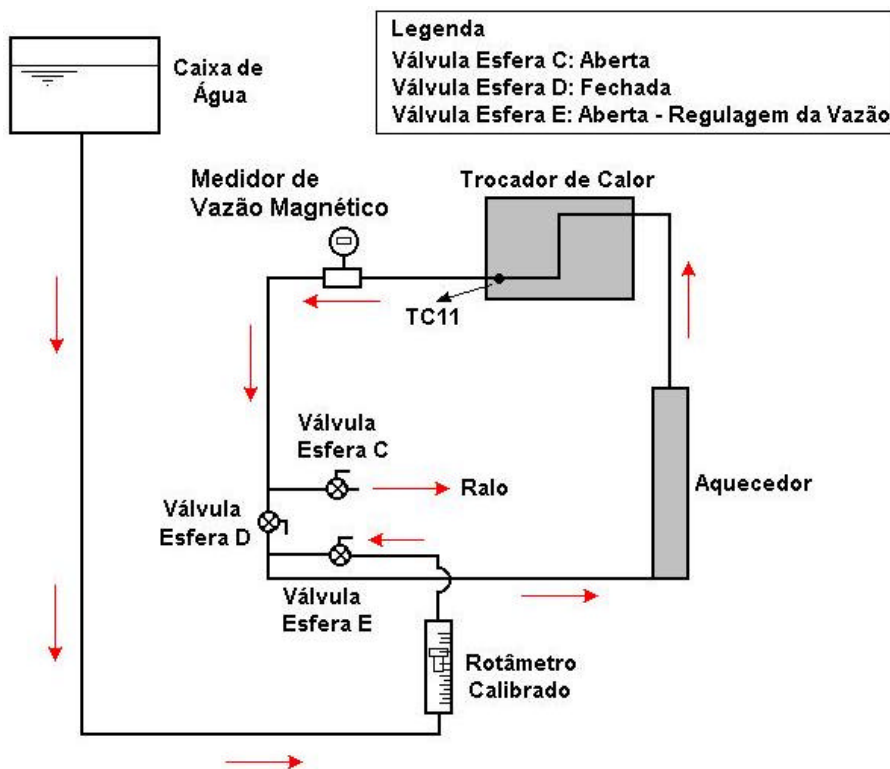 Legenda
Válvula Esfera C: Aberta
Válvula Esfera D: Fechada
Válvula Esfera E: Aberta - Regulagem da Vazão
Caixa de
Água
Medidor de
Vazão Magnético
Trocador de Calor
TC11
Válvula
Esfera C
Ralo
Aquecedor
Válvula
Esfera D
Válvula
Esfera E
Rotâmetro
Calibrado